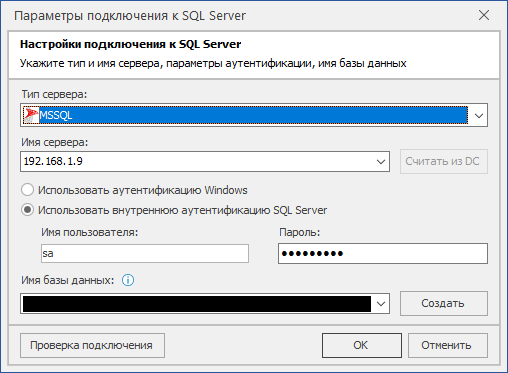 Параметры подключения к SQL Server
Настройки подключения к SQL Server
Укажите тип и имя сервера, параметры аутентификации, имя базы данных
Тип сервера:
MSSQL
Имя сервера:
192.168.1.9
Считать из DC
Использовать аутентификацию Windows
Использовать внутреннюю аутентификацию SQL Server
Имя пользователя:
Пароль:
sa
●●●●●●●●●
Имя базы данных:
Создать
Проверка подключения
OK
Отменить